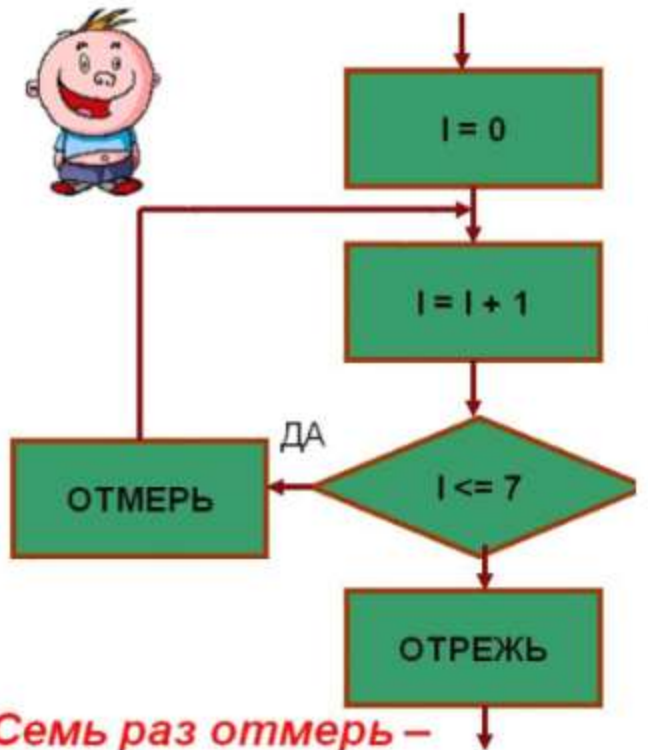 I = 0
I = I + 1
ДА
I <= 7
ОТМЕРЬ
ОТРЕЖЬ
Семь раз отмерь –